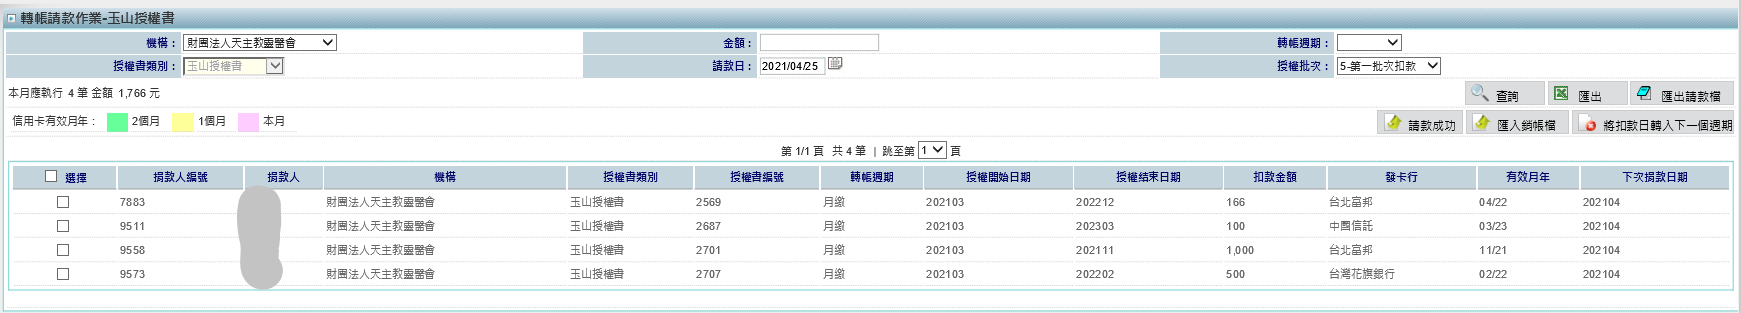 轉帳請款作業-玉山授權書
機構： 財團法人天主教靈醫會 金額： 轉帳週期：
授權書類別： 玉山授權書 請款日： 2021/04/25 授權批次： 5-第一批次扣款
本月應執行 4 筆 金額 1,766 元 查詢 匯出 匯出請款檔
信用卡有效月年： 2個月 1個月 本月 請款成功 匯入銷帳檔 將扣款日轉入下一個週期
第 1/1 頁 共 4 筆 | 跳至第 1 頁
選擇 捐款人編號 捐款人 機構 授權書類別 授權書編號 轉帳週期 授權開始日期 授權結束日期 扣款金額 發卡行 有效月年 下次捐款日期
7883 財團法人天主教靈醫會 玉山授權書 2569 月繳 202103 202212 166 台北富邦 04/22 202104
9511 財團法人天主教靈醫會 玉山授權書 2687 月繳 202103 202303 100 中國信託 03/23 202104
9558 財團法人天主教靈醫會 玉山授權書 2701 月繳 202103 202111 1,000 台北富邦 11/21 202104
9573 財團法人天主教靈醫會 玉山授權書 2707 月繳 202103 202202 500 台灣花旗銀行 02/22 202104